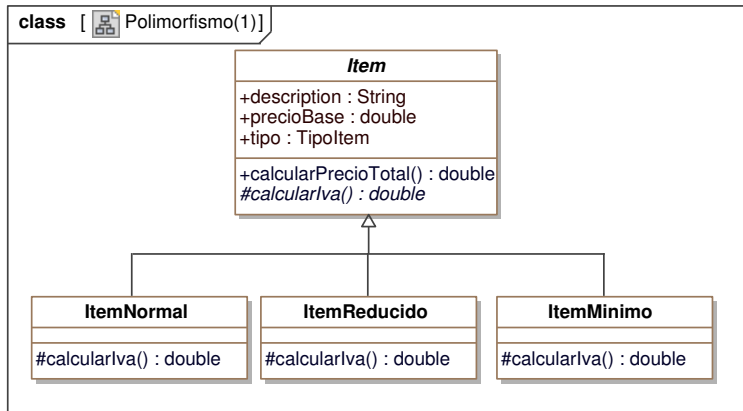 class [ Polimorfismo(1)]
Item
+description : String
+precioBase : double
+tipo : TipoItem
+calcularPrecioTotal() : double
#calcularIva() : double
ItemNormal
#calcularIva() : double
ItemReducido
#calcularIva() : double
ItemMinimo
#calcularIva() : double